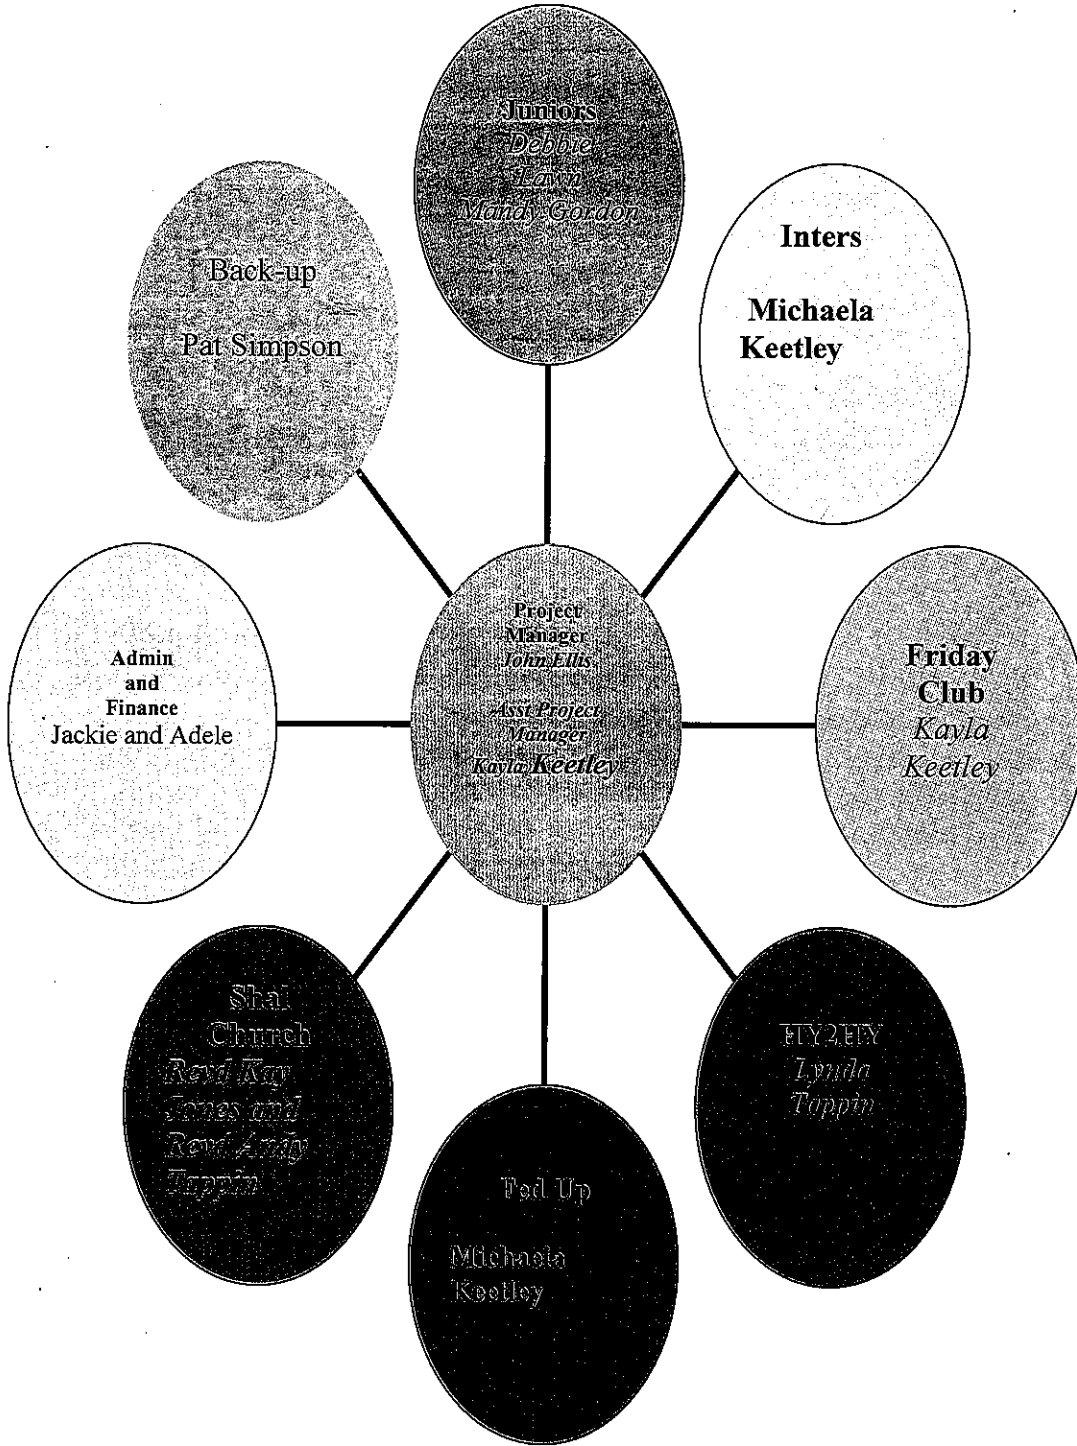 Juniors
Debbie
Lawn
Mandy Gordon
Back-up
Pat Simpson
Inters
Michaela
Keetley
Project
Manager
John Ellis
Asst Project
Manager
Kayla Keetley
Admin
and
Finance
Jackie and Adele
Friday
Club
Kayla
Keetley
Shal
Church
Revd Kay
Jones and
Revd Andy
Tappin
HY2HY
Lynda
Tappin
Fed Up
Michaela
Keetley